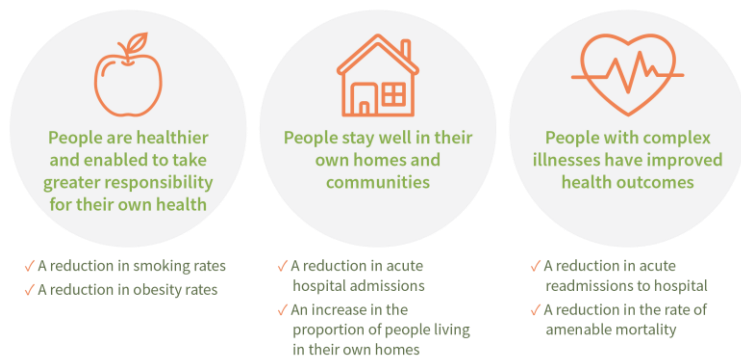 People are healthier
and enabled to take
greater responsibility
for their own health
✓ A reduction in smoking rates
✓ A reduction in obesity rates
People stay well in their
own homes and
communities
✓ A reduction in acute
hospital admissions
✓ An increase in the
proportion of people living
in their own homes
People with complex
illnesses have improved
health outcomes
✓ A reduction in acute
readmissions to hospital
✓ A reduction in the rate of
amenable mortality